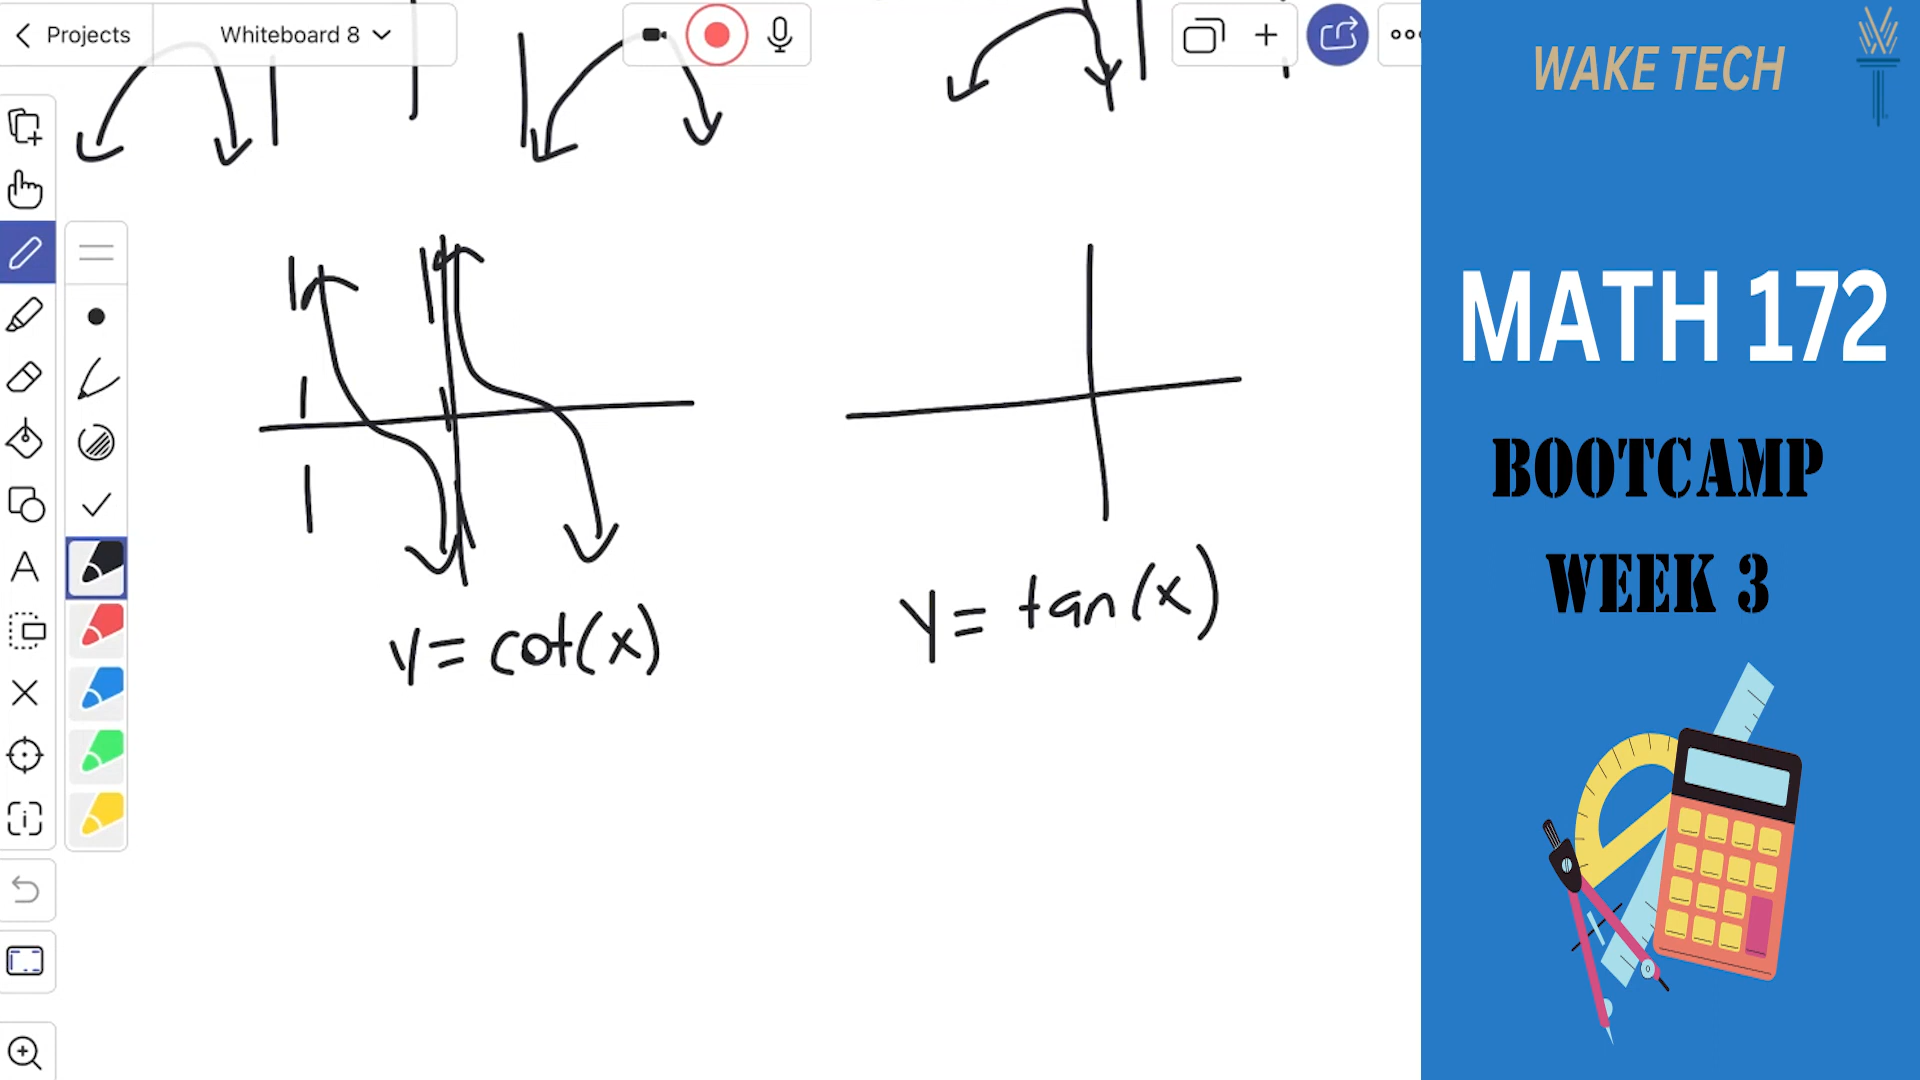 Projects
Whiteboard 8
WAKE TECH
MATH 172
BOOTCAMP
WEEK 3
y = cot(x)
y = tan(x)
A